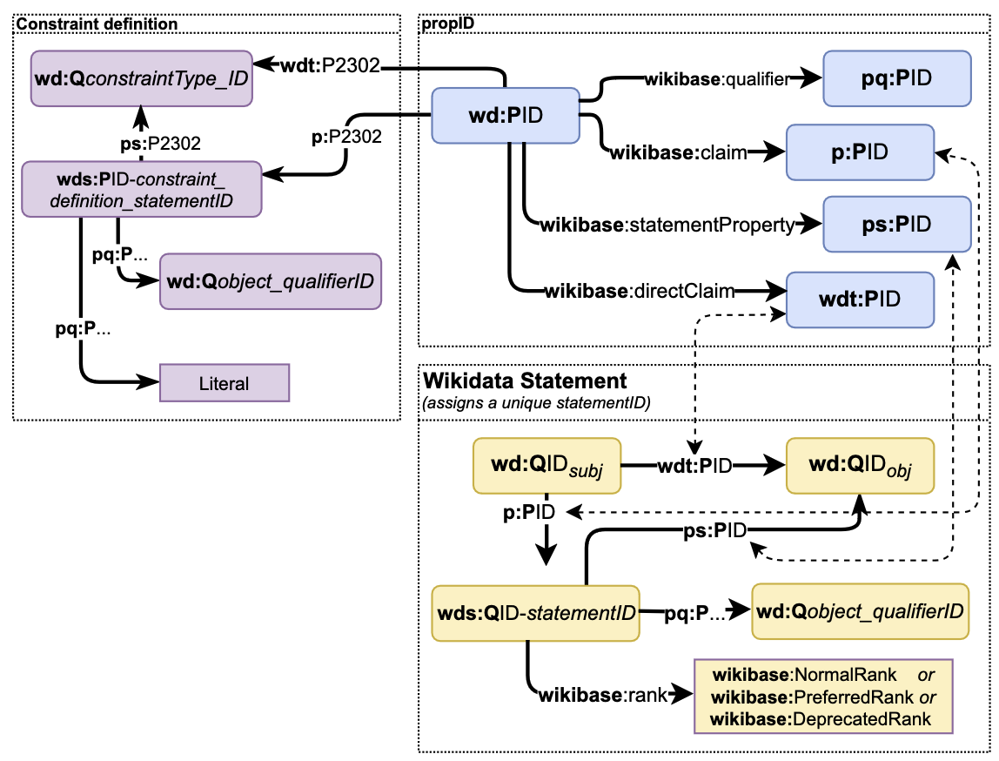 Constraint definition
wd:QconstraintType_ID
ps:P2302
wds:PID-constraint_
definition_statementID
pq:P...
wd:Qobject_qualifierID
pq:P...
Literal
wdt:P2302
p:P2302
propID
wd:PID
wikibase:qualifier
pq:PID
wikibase:claim
p:PID
wikibase:statementProperty
ps:PID
wikibase:directClaim
wdt:PID
Wikidata Statement
(assigns a unique statementID)
wd:QIDsubj
wdt:PID
wd:QIDobj
p:PID
ps:PID
wds:QID-statementID
pq:P...
wd:Qobject_qualifierID
wikibase:rank
wikibase:NormalRank or
wikibase:PreferredRank or
wikibase:DeprecatedRank